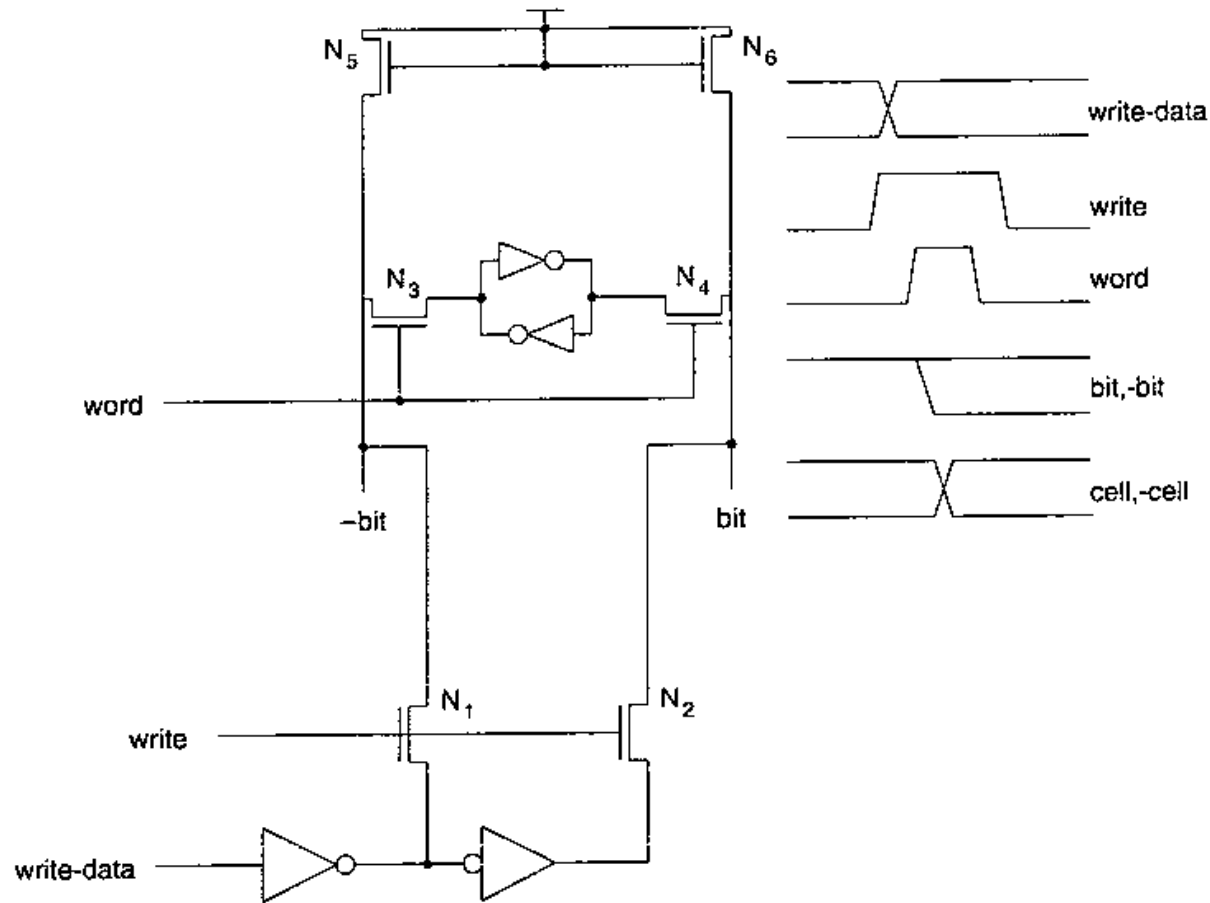 N5
N6
write-data
write
N3
N4
word
word
bit,-bit
cell,-cell
-bit
bit
N1
N2
write
write-data